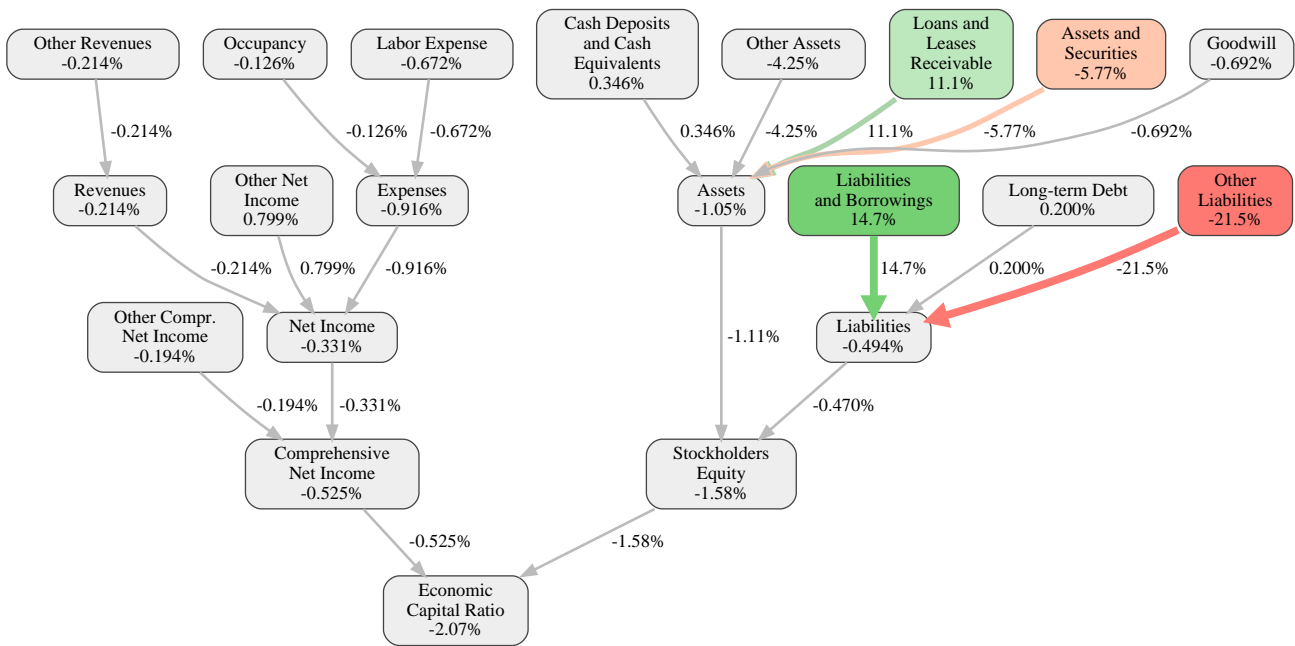 Other Revenues
-0.214%
Occupancy
-0.126%
Labor Expense
-0.672%
Cash Deposits
and Cash
Equivalents
0.346%
Other Assets
-4.25%
Loans and
Leases
Receivable
11.1%
Assets and
Securities
-5.77%
Goodwill
-0.692%
-0.214%
-0.126%
-0.672%
0.346%
-4.25%
11.1%
-5.77%
-0.692%
Revenues
-0.214%
Other Net
Income
0.799%
Expenses
-0.916%
Assets
-1.05%
Liabilities
and Borrowings
14.7%
Long-term Debt
0.200%
Other
Liabilities
-21.5%
-0.214%
0.799%
-0.916%
14.7%
0.200%
-21.5%
Other Compr.
Net Income
-0.194%
Net Income
-0.331%
-1.11%
Liabilities
-0.494%
-0.194%
-0.331%
-0.470%
Comprehensive
Net Income
-0.525%
Stockholders
Equity
-1.58%
-0.525%
-1.58%
Economic
Capital Ratio
-2.07%